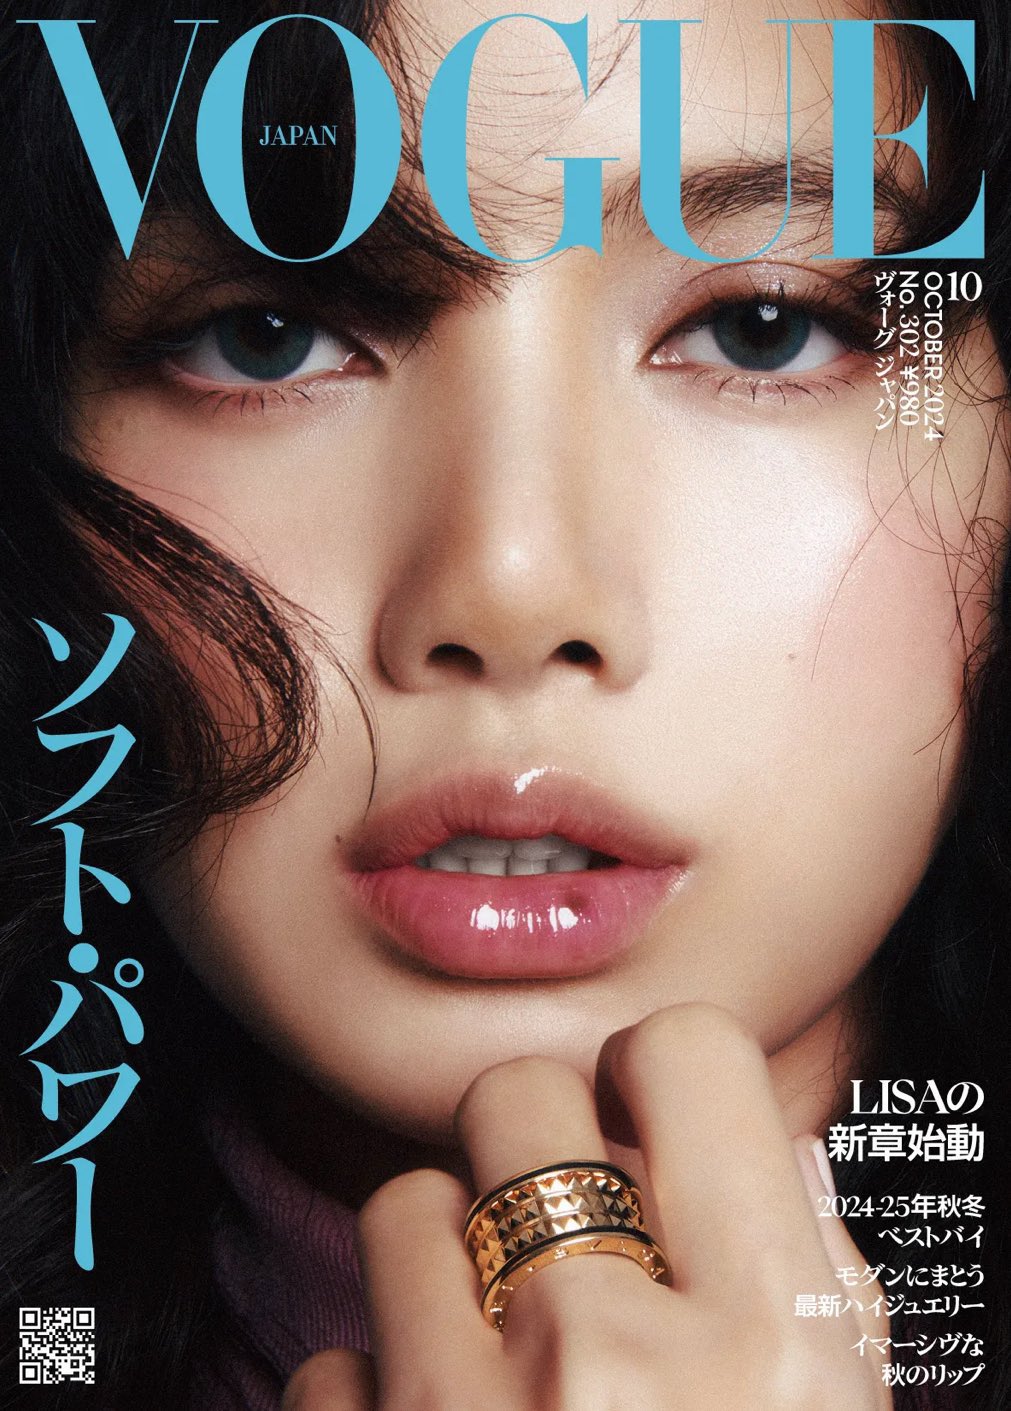 VOGUE
JAPAN
10
OCTOBER 2024
No. 302 ¥980
ヴォーグ ジャパン
ソフト・パワー
LISAの
新章始動
2024-25年秋冬
ベストバイ
モダンにまとう
最新ハイジュエリー
イマーシヴな
秋のリップ